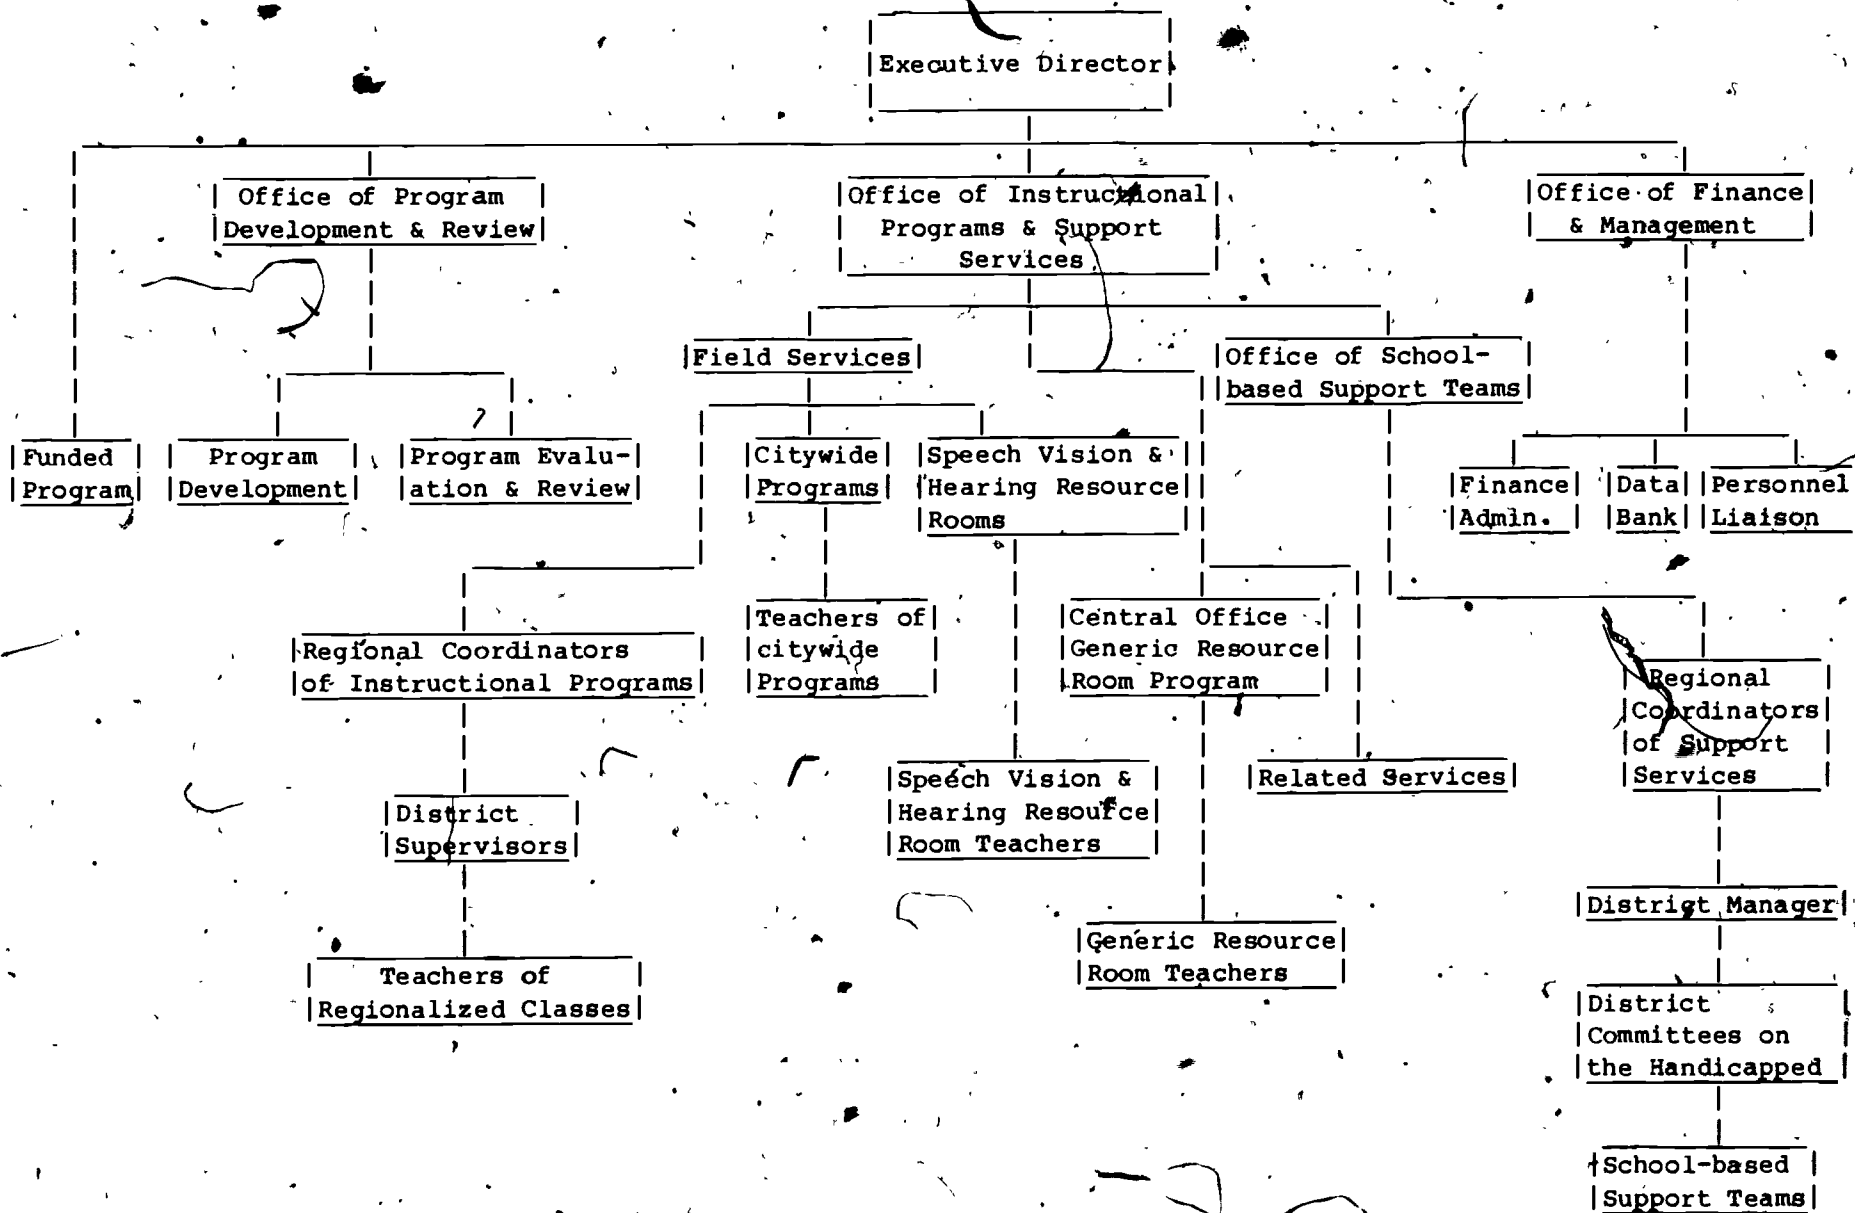 Executive Director
Office of Program
Development & Review
Office of Instructional
Programs & Support
Services
Office of Finance
& Management
Field Services
Office of School-
based Support Teams
Funded
Program
Program
Development
Program Evalu-
ation & Review
Citywide
Programs
Speech Vision &
Hearing Resource
Rooms
Finance
Admin.
Data
Bank
Personnel
Liaison
Regional Coordinators
of Instructional Programs
Teachers of
citywide
Programs
Central Office
Generic Resource
Room Program
Regional
Coordinators
of Support
Services
Speech Vision &
Hearing Resource
Room Teachers
Related Services
District
Supervisors
District Manager
Generic Resource
Room Teachers
Teachers of
Regionalized Classes
District
Committees on
the Handicapped
School-based
Support Teams